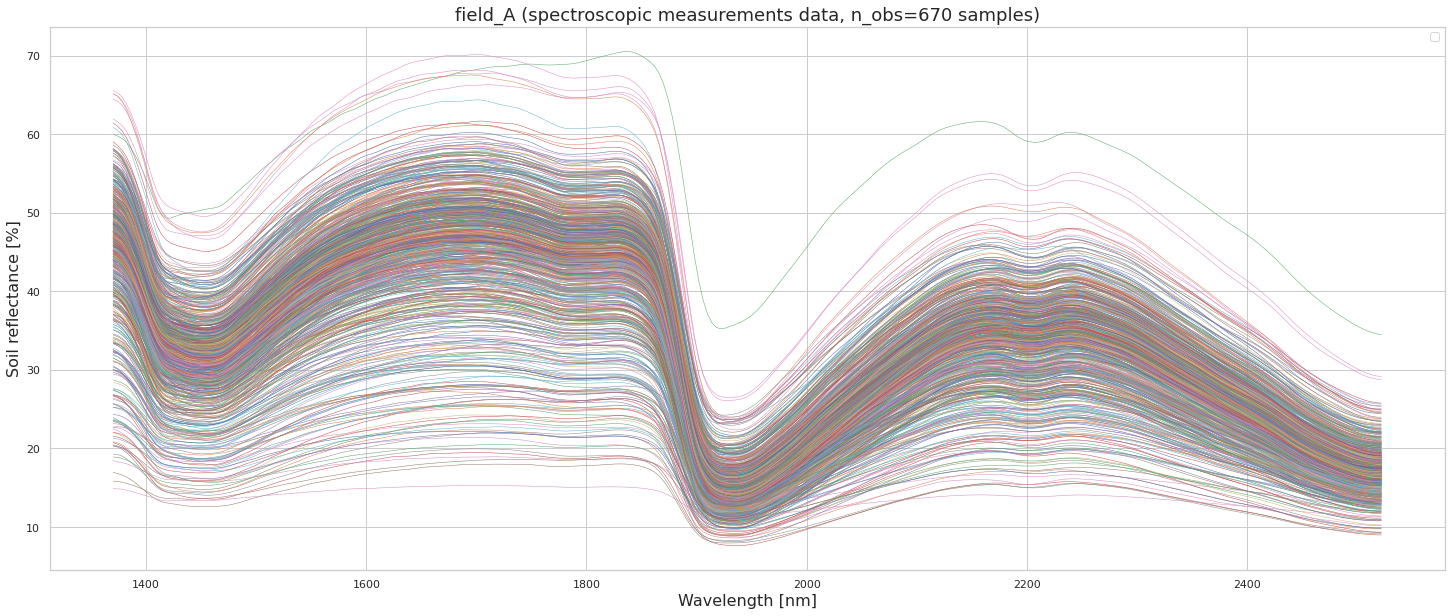 field_A (spectroscopic measurements data, n_obs=670 samples)
70
60
50
40
30
20
10
Soil reflectance [%]
1400 1600 1800 2000 2200 2400
Wavelength [nm]